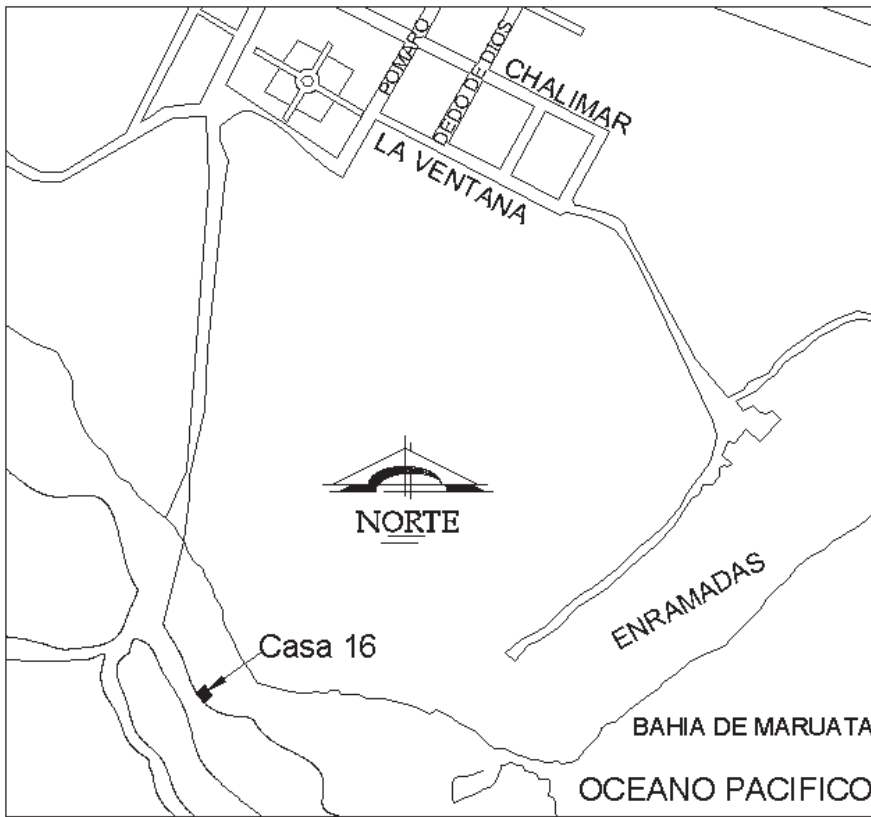 POMARO
DEDO DE DIOS
CHALIMAR
LA VENTANA
NORTE
ENRAMADAS
Casa 16
BAHIA DE MARUATA
OCEANO PACIFICO